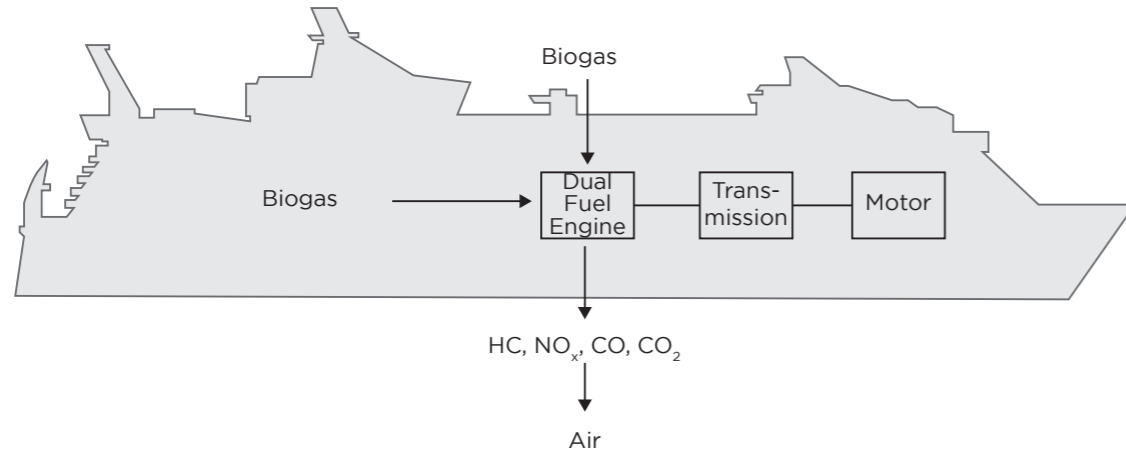 Biogas
Biogas
Dual
Fuel
Engine
Trans-
mission
Motor
HC, NOₓ, CO, CO₂
Air